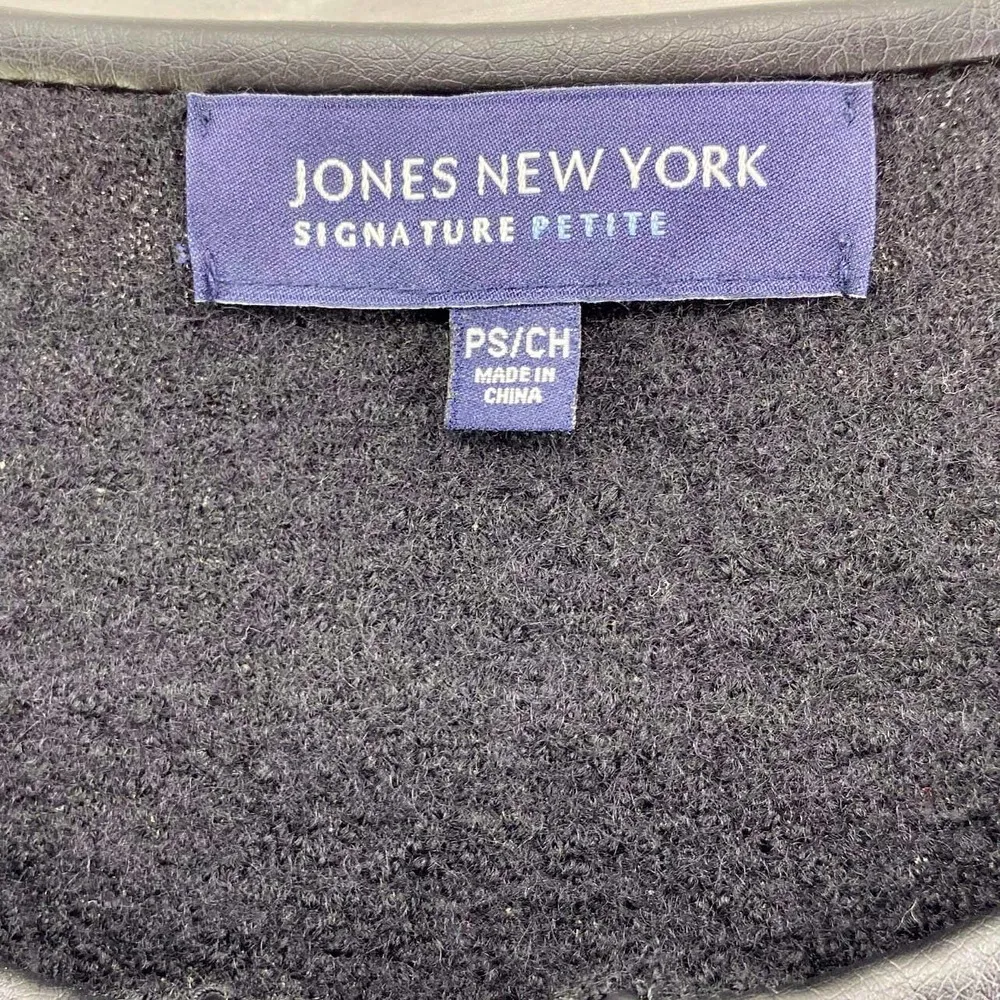 JONES NEW YORK
SIGNATURE PETITE
PS/CH
MADE IN
CHINA